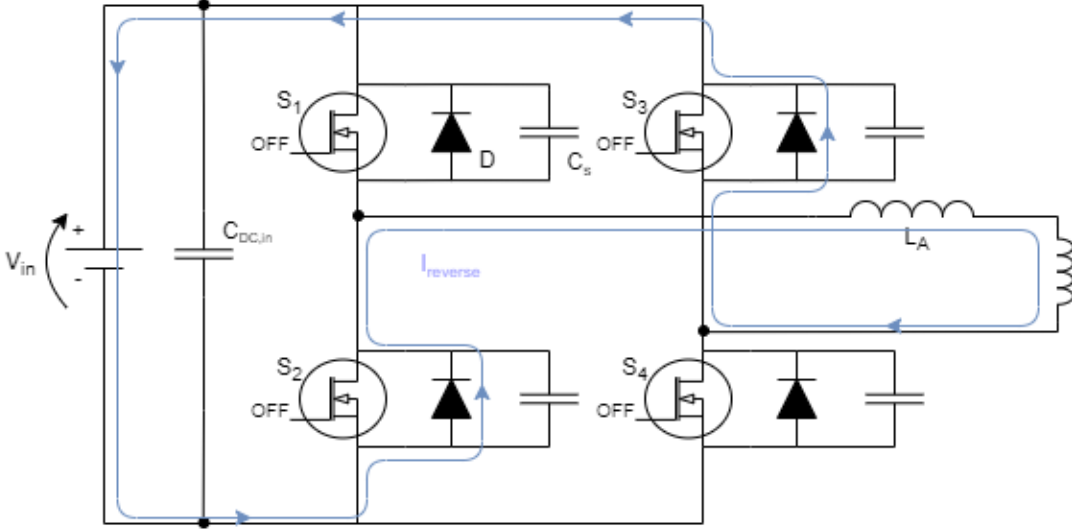 S1
S3
OFF
D
Cs
OFF
+
Vin
-
CDC,in
Ireverse
LA
S2
S4
OFF
OFF